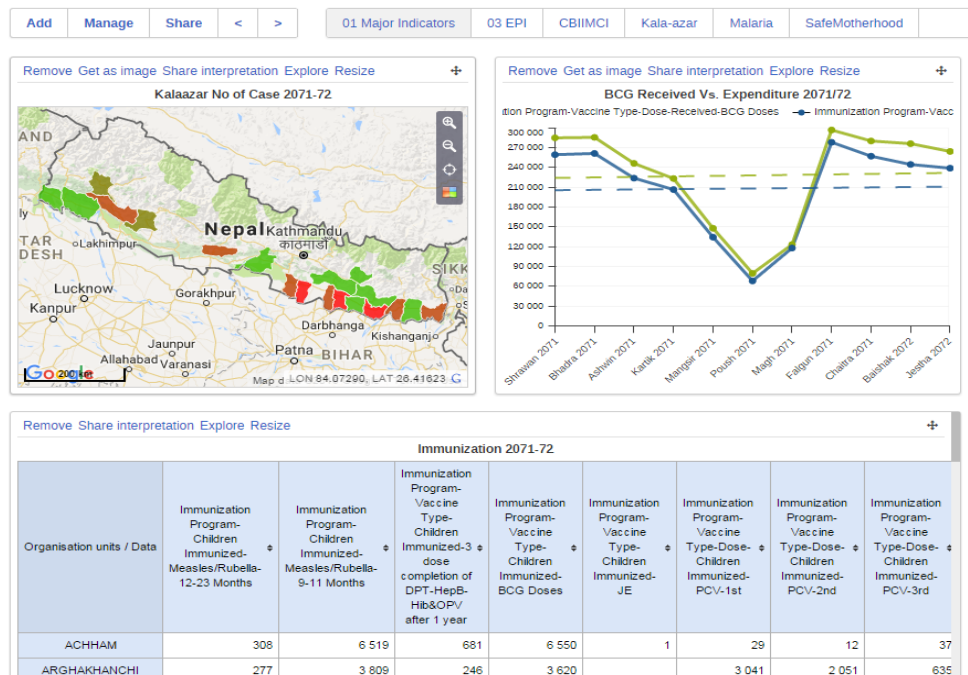 Add Manage Share < >
01 Major Indicators 03 EPI CBIIMCI Kala-azar Malaria SafeMotherhood
Remove Get as image Share interpretation Explore Resize
Kalaazar No of Case 2071-72
AND
ly
TAR
DESH
Lakhimpur
Nepal
Kathmandu
काठमाडौं
SIKK
Lucknow
Kanpur
Gorakhpur
Darbhanga
Kishanganj
Jaunpur
Allahabad
Varanasi
Patna
BIHAR
Google
200 km
Map d
LON 84.07290, LAT 26.41623
G
Remove Get as image Share interpretation Explore Resize
BCG Received Vs. Expenditure 2071/72
tion Program-Vaccine Type-Dose-Received-BCG Doses
Immunization Program-Vacc
300 000
270 000
240 000
210 000
180 000
150 000
120 000
90 000
60 000
30 000
0
Shrawan 2071
Bhadra 2071
Ashwin 2071
Kartik 2071
Mangsir 2071
Poush 2071
Magh 2071
Falgun 2071
Chaitra 2071
Baishak 2072
Jestha 2072
Remove Share interpretation Explore Resize
Immunization 2071-72
Organisation units / Data
Immunization
Program-
Children
Immunized-
Measles/Rubella-
12-23 Months
Immunization
Program-
Children
Immunized-
Measles/Rubella-
9-11 Months
Immunization
Program-
Vaccine
Type-
Children
Immunized-3
dose
completion of
DPT-HepB-
Hib&OPV
after 1 year
Immunization
Program-
Vaccine
Type-
Children
Immunized-
BCG Doses
Immunization
Program-
Vaccine
Type-
Children
Immunized-
JE
Immunization
Program-
Vaccine
Type-Dose-
Children
Immunized-
PCV-1st
Immunization
Program-
Vaccine
Type-Dose-
Children
Immunized-
PCV-2nd
Immunization
Program-
Vaccine
Type-Dose-
Children
Immunized-
PCV-3rd
ACHHAM 308 6 519 681 6 550 1 29 12 37
ARGHAKHANCHI 277 3 809 246 3 620 3 041 2 051 635